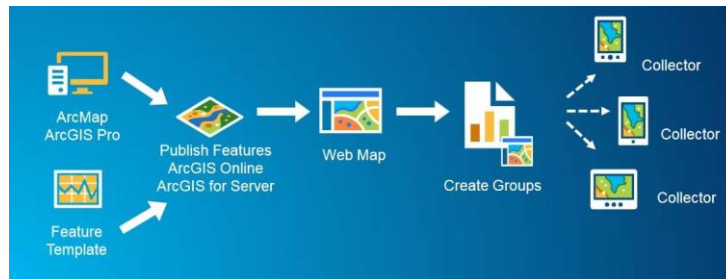 ArcMap
ArcGIS Pro
Feature
Template
Publish Features
ArcGIS Online
ArcGIS for Server
Web Map
Create Groups
Collector
Collector
Collector